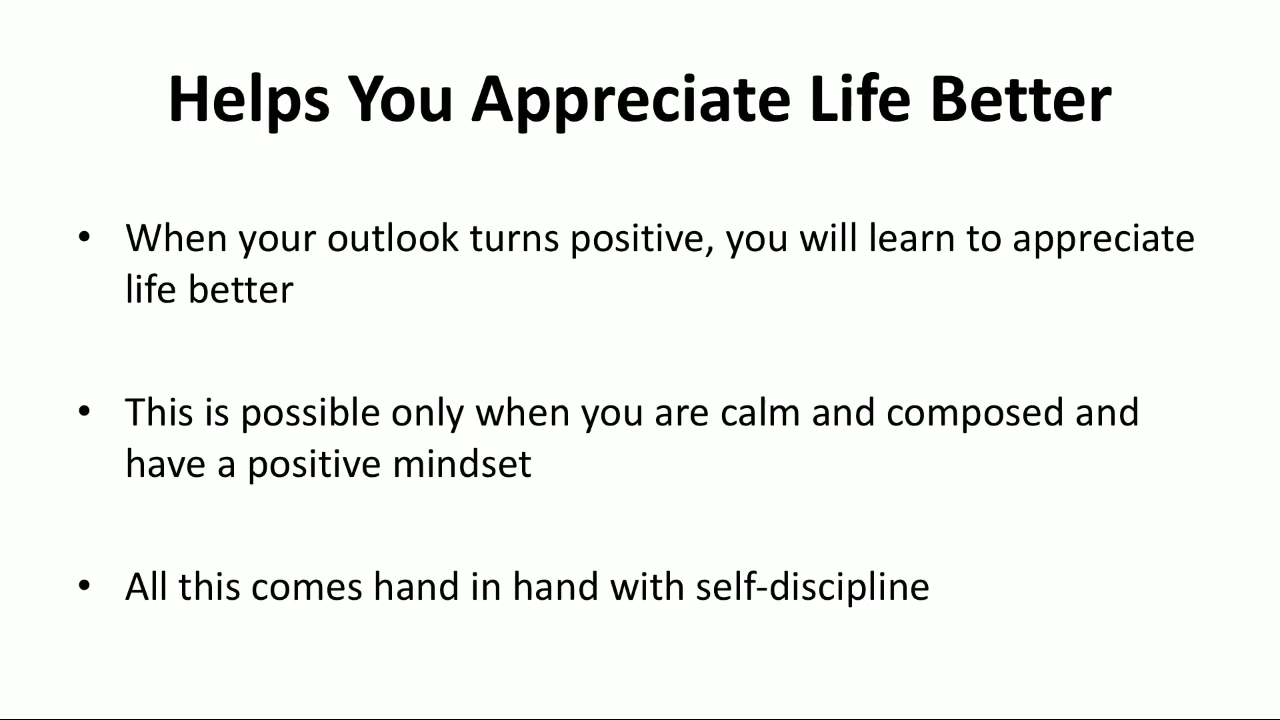 Helps You Appreciate Life Better
• When your outlook turns positive, you will learn to appreciate
life better
• This is possible only when you are calm and composed and
have a positive mindset
• All this comes hand in hand with self-discipline